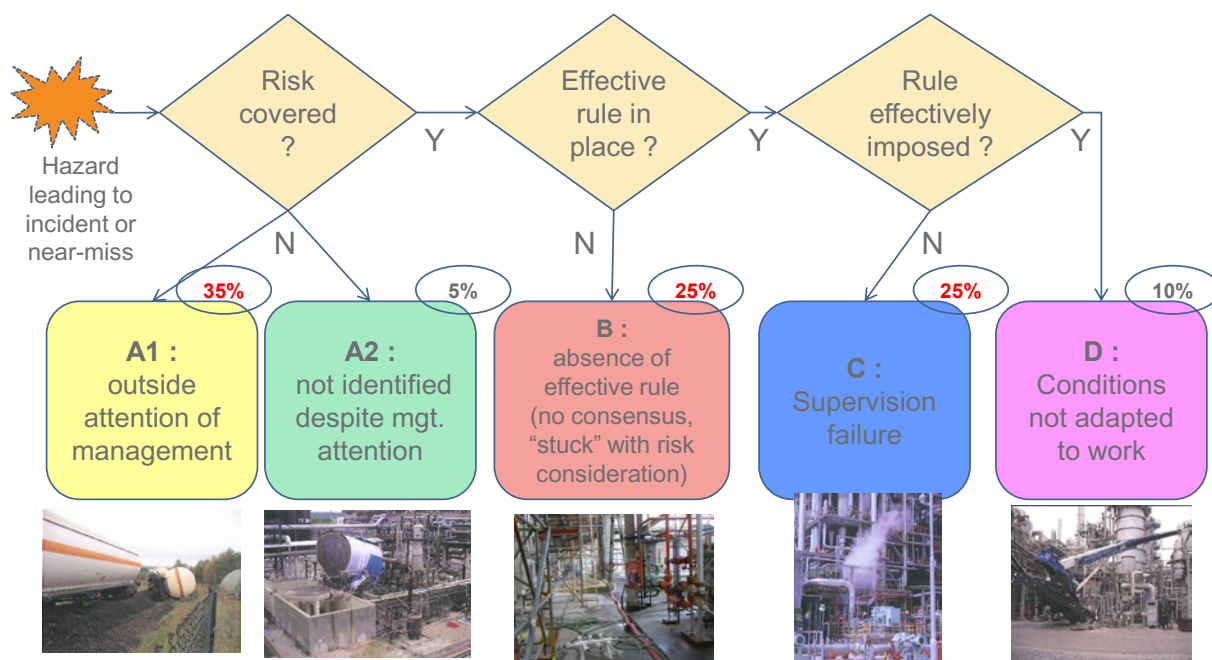 Risk
covered
?
Effective
rule in
place ?
Rule
effectively
imposed ?
Y
Y
Y
Hazard
leading to
incident or
near-miss
N
N
N
35%
5%
25%
25%
10%
A1 :
outside
attention of
management
A2 :
not identified
despite mgt.
attention
B :
absence of
effective rule
(no consensus,
“stuck” with risk
consideration)
C :
Supervision
failure
D :
Conditions
not adapted
to work